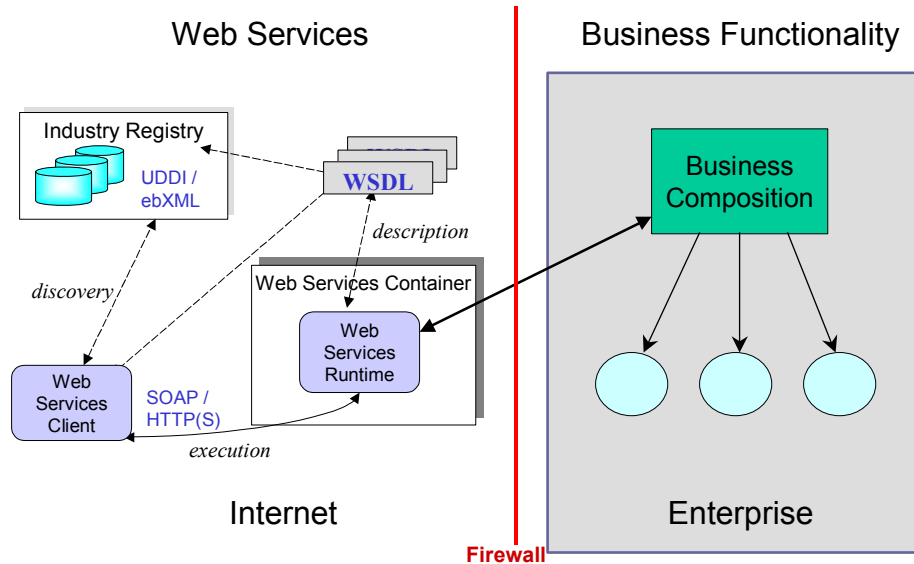 Web Services
Business Functionality
Industry Registry
UDDI /
ebXML
WSDL
description
discovery
Web Services Container
Web
Services
Runtime
Web
Services
Client
SOAP /
HTTP(S)
execution
Business
Composition
Internet
Enterprise
Firewall